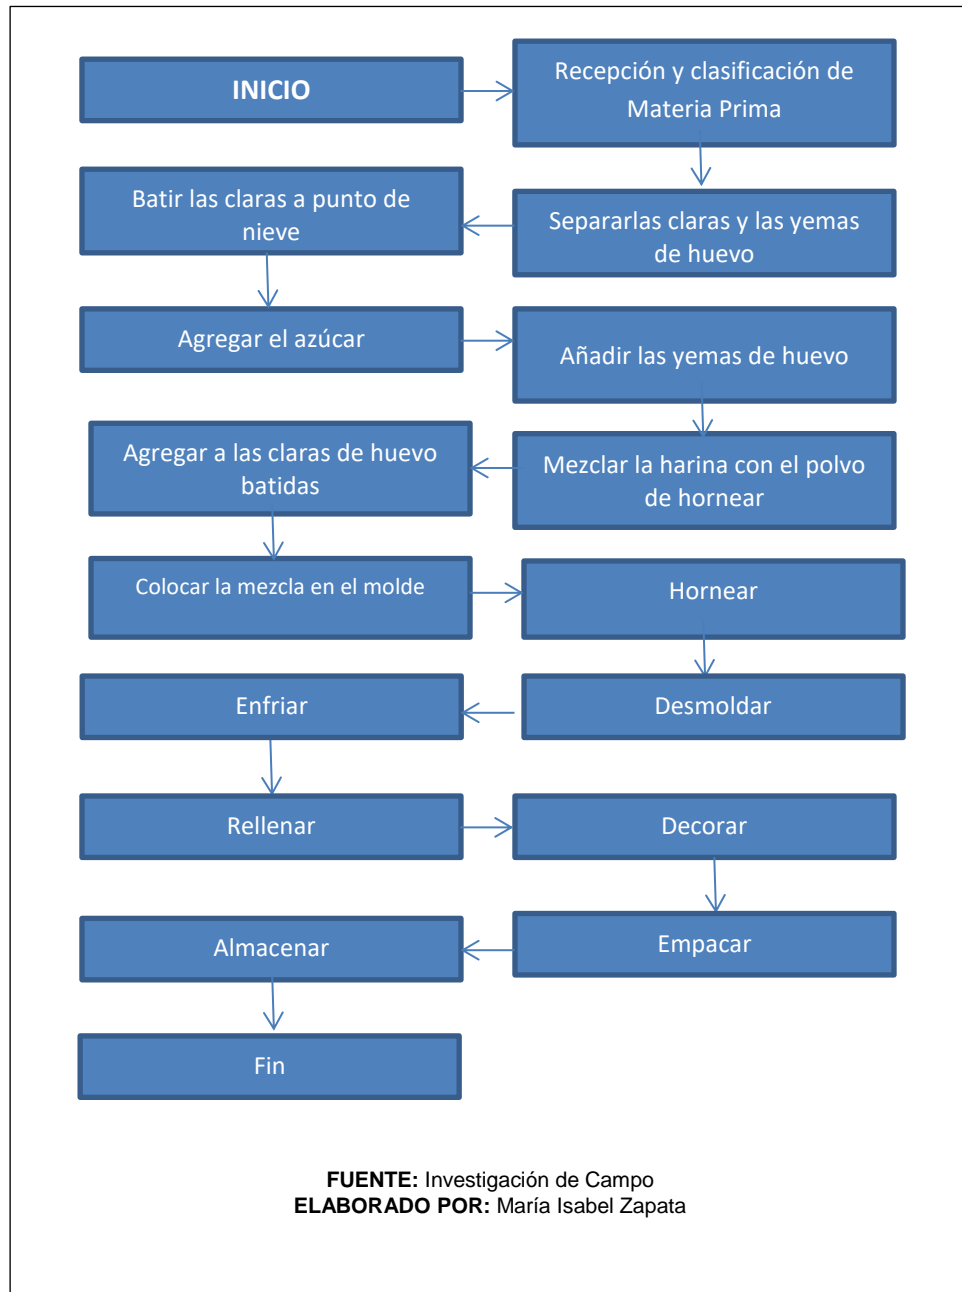 INICIO
Recepción y clasificación de
Materia Prima
Separarlas claras y las yemas
de huevo
Batir las claras a punto de
nieve
Agregar el azúcar
Añadir las yemas de huevo
Mezclar la harina con el polvo
de hornear
Agregar a las claras de huevo
batidas
Colocar la mezcla en el molde
Hornear
Desmoldar
Enfriar
Rellenar
Decorar
Empacar
Almacenar
Fin
FUENTE: Investigación de Campo
ELABORADO POR: María Isabel Zapata